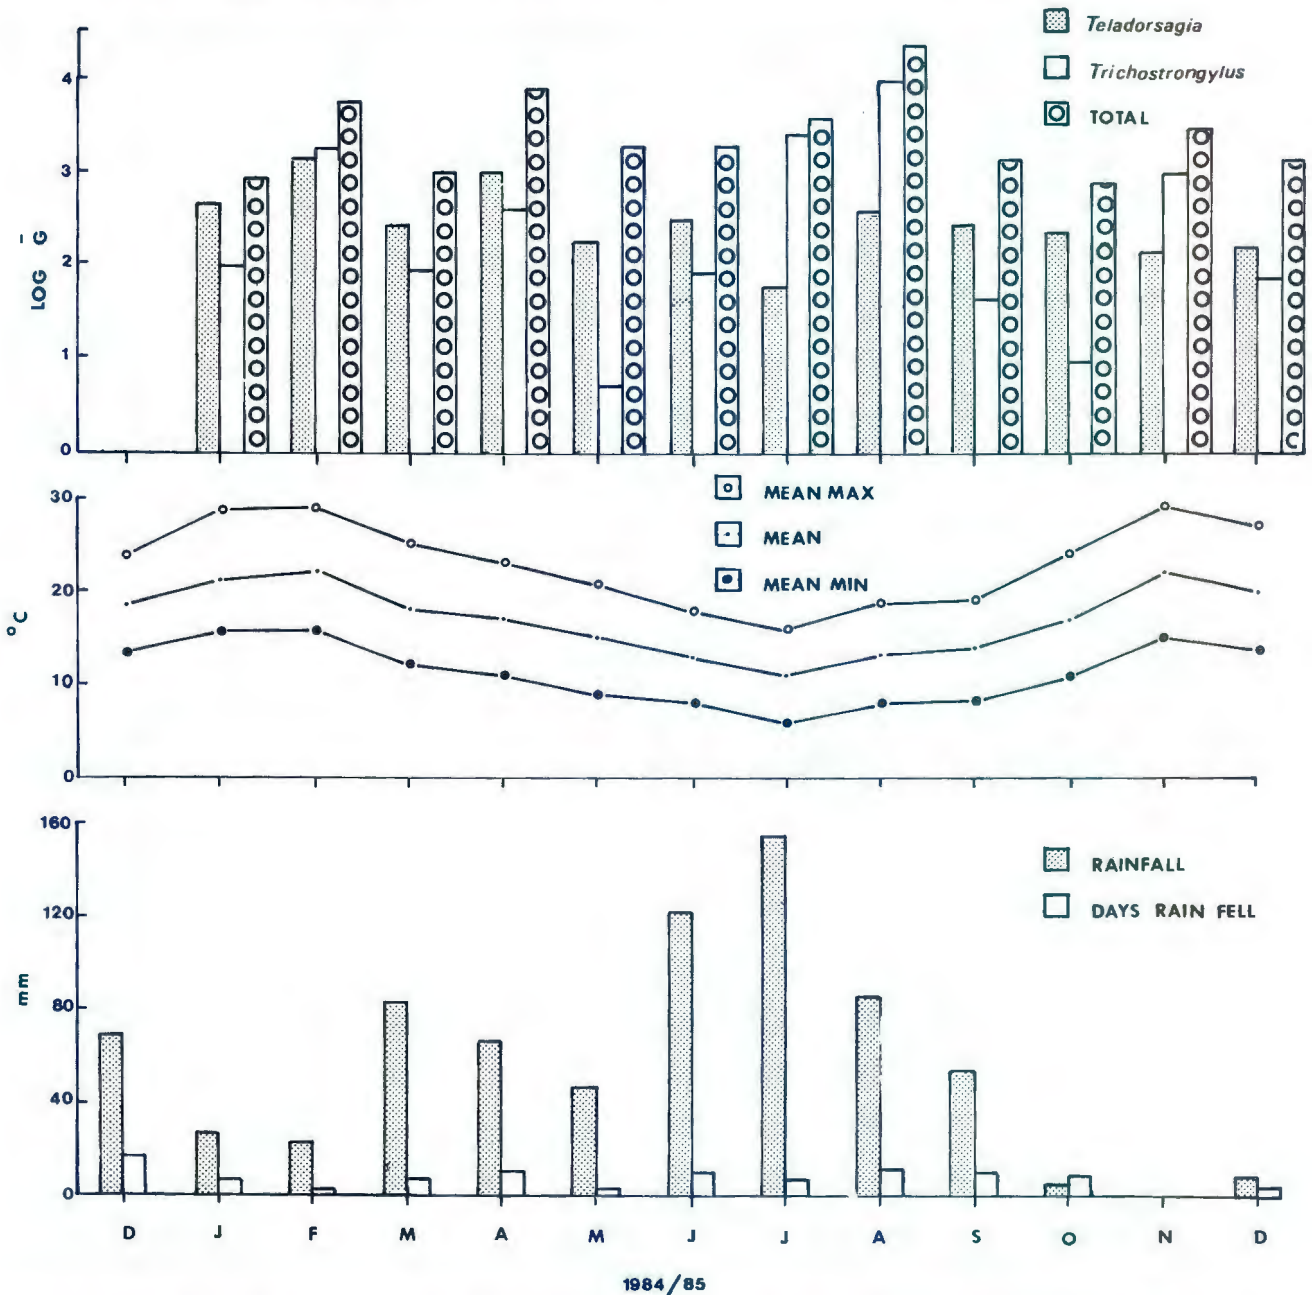 Teladorsagia
Trichostrongylus
TOTAL
4
3
2
1
0
LOG G̅
MEAN MAX
MEAN
MEAN MIN
30
20
10
0
°C
RAINFALL
DAYS RAIN FELL
160
120
80
40
0
mm
D J F M A M J J A S O N D
1984/85